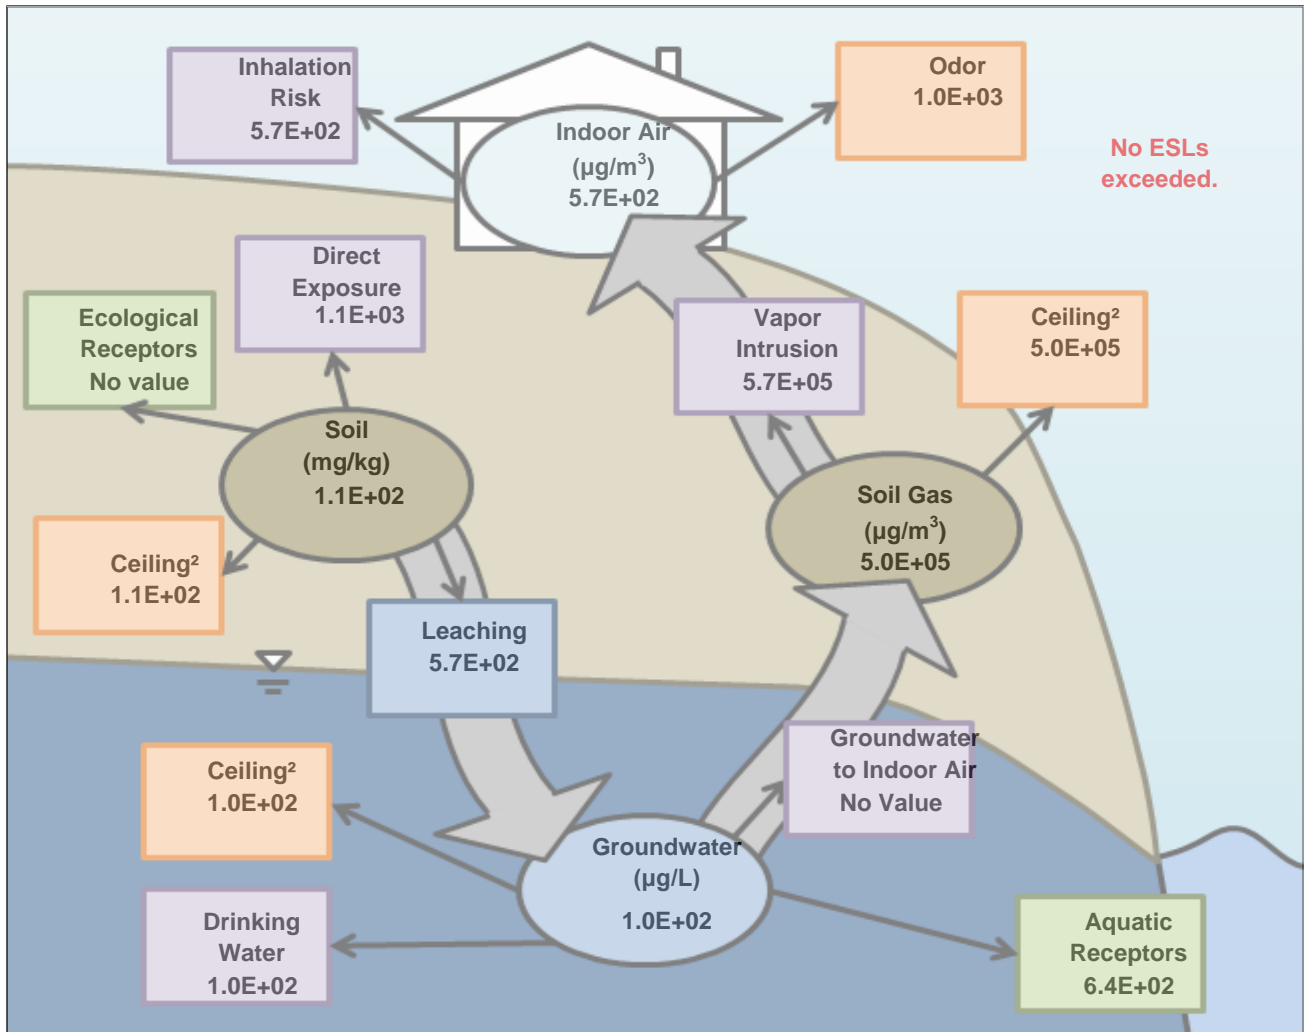 Inhalation
Risk
5.7E+02
Indoor Air
(µg/m³)
5.7E+02
Odor
1.0E+03
No ESLs
exceeded.
Direct
Exposure
1.1E+03
Ecological
Receptors
No value
Vapor
Intrusion
5.7E+05
Ceiling²
5.0E+05
Soil
(mg/kg)
1.1E+02
Soil Gas
(µg/m³)
5.0E+05
Ceiling²
1.1E+02
Leaching
5.7E+02
Ceiling²
1.0E+02
Groundwater
to Indoor Air
No Value
Groundwater
(µg/L)
1.0E+02
Drinking
Water
1.0E+02
Aquatic
Receptors
6.4E+02